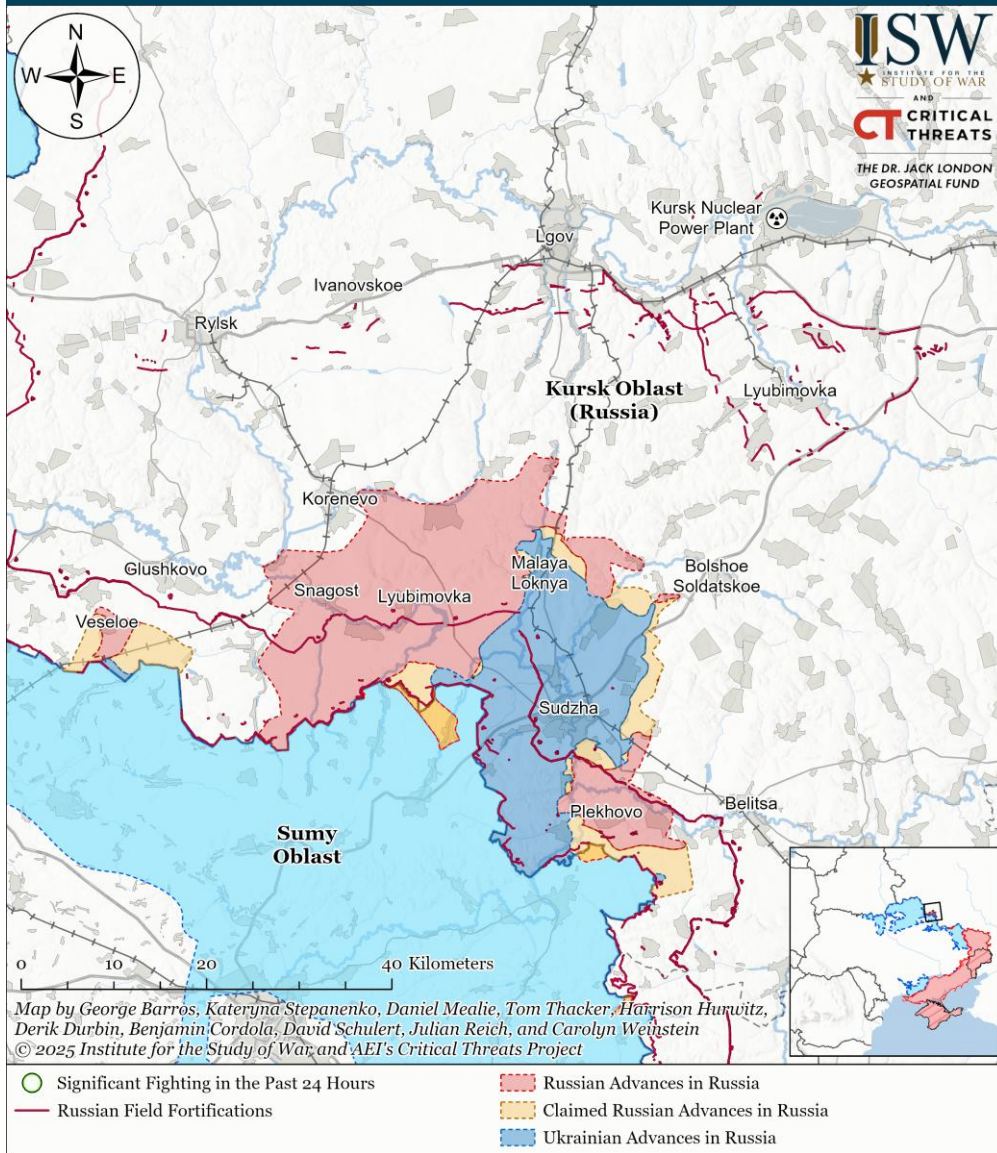 N
W
E
S
ISW
INSTITUTE FOR THE
STUDY OF WAR
AND
CT CRITICAL
THREATS
THE DR. JACK LONDON
GEOSPATIAL FUND
Kursk Nuclear
Power Plant
Lgov
Ivanovskoe
Rylsk
Kursk Oblast
(Russia)
Lyubimovka
Korenevo
Glushkovo
Malaya
Loknya
Bolshoe
Soldatskoe
Snagost
Lyubimovka
Veseloe
Sudzha
Plekhovo
Belitsa
Sumy
Oblast
0 10 20 40 Kilometers
Map by George Barros, Kateryna Stepanenko, Daniel Mealie, Tom Thacker, Harrison Hurwitz,
Derik Durbin, Benjamin Cordola, David Schulert, Julian Reich, and Carolyn Weinstein
© 2025 Institute for the Study of War and AEI's Critical Threats Project
Significant Fighting in the Past 24 Hours
Russian Field Fortifications
Russian Advances in Russia
Claimed Russian Advances in Russia
Ukrainian Advances in Russia